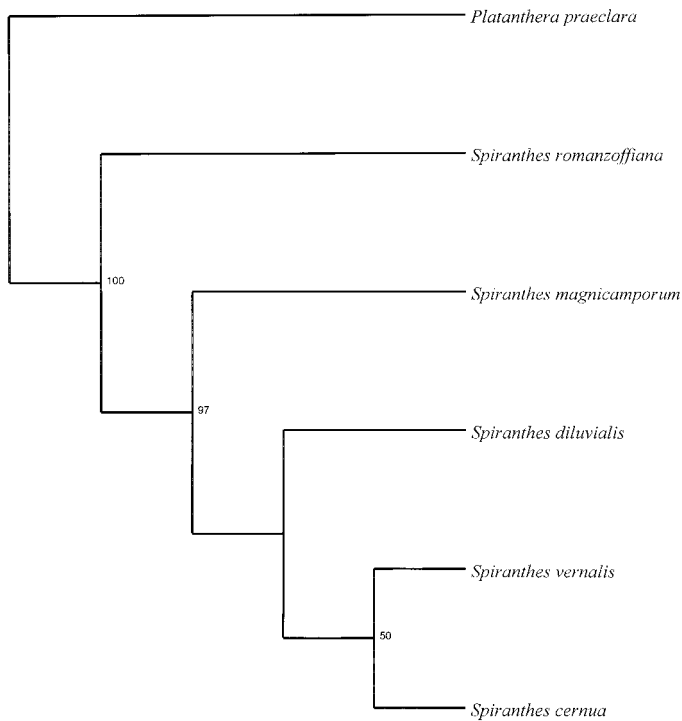 Platanthera praeclara
Spiranthes romanzoffiana
100
Spiranthes magnicamporum
97
Spiranthes diluvialis
Spiranthes vernalis
50
Spiranthes cernua